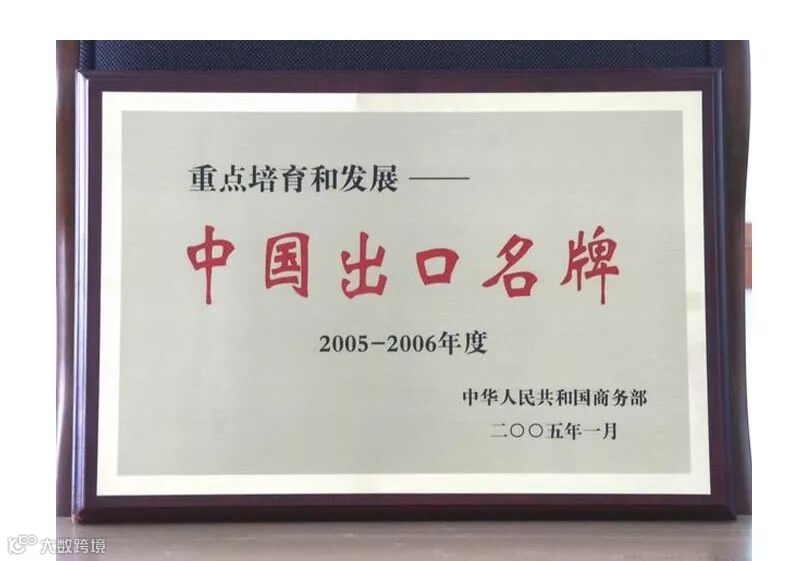 重点培育和发展——
中国出口名牌
2005-2006年度
中华人民共和国商务部
二〇〇五年一月
大数跨境